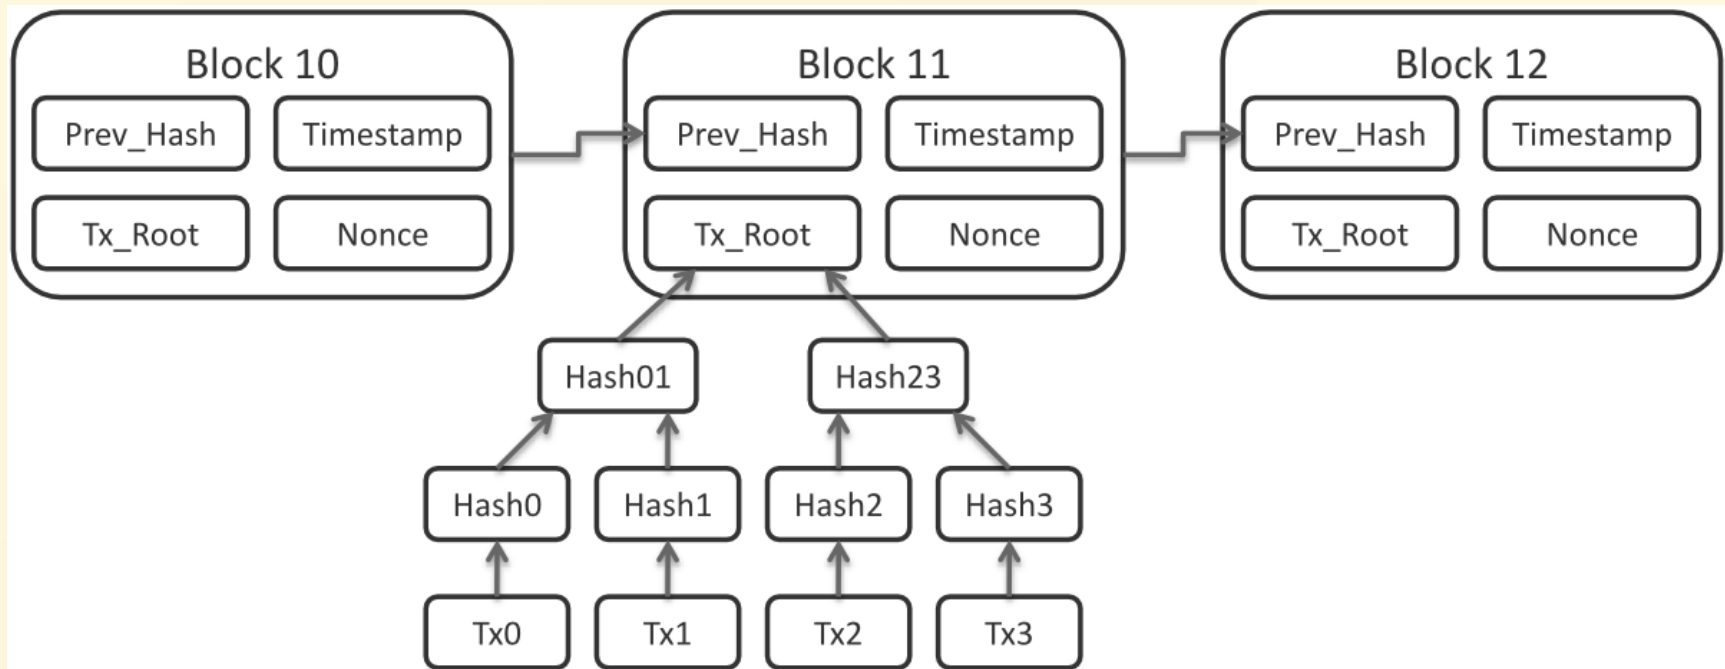 Block 10
Block 11
Block 12
Prev_Hash Timestamp
Prev_Hash Timestamp
Prev_Hash Timestamp
Tx_Root Nonce
Tx_Root Nonce
Tx_Root Nonce
Hash01 Hash23
Hash0 Hash1 Hash2 Hash3
Tx0 Tx1 Tx2 Tx3